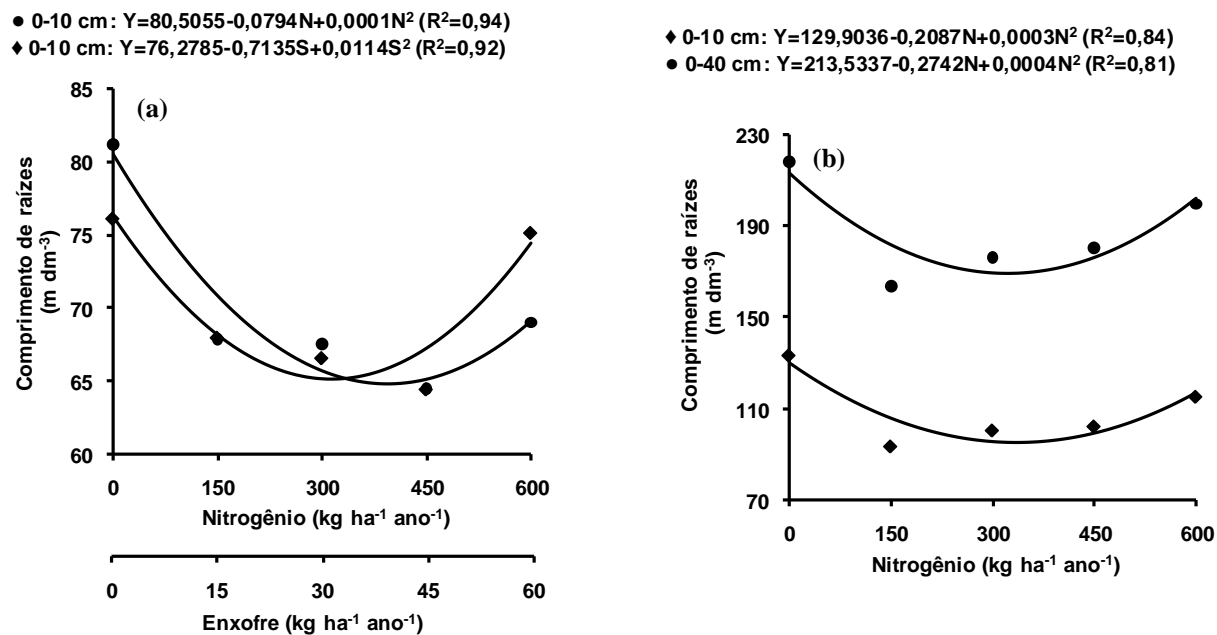 ● 0-10 cm: Y=80,5055-0,0794N+0,0001N² (R²=0,94)
♦ 0-10 cm: Y=76,2785-0,7135S+0,0114S² (R²=0,92)
(a)
Comprimento de raízes
(m dm⁻³)
85
80
75
70
65
60
0 150 300 450 600
Nitrogênio (kg ha⁻¹ ano⁻¹)
0 15 30 45 60
Enxofre (kg ha⁻¹ ano⁻¹)
♦ 0-10 cm: Y=129,9036-0,2087N+0,0003N² (R²=0,84)
● 0-40 cm: Y=213,5337-0,2742N+0,0004N² (R²=0,81)
(b)
Comprimento de raízes
(m dm⁻³)
230
190
150
110
70
0 150 300 450 600
Nitrogênio (kg ha⁻¹ ano⁻¹)